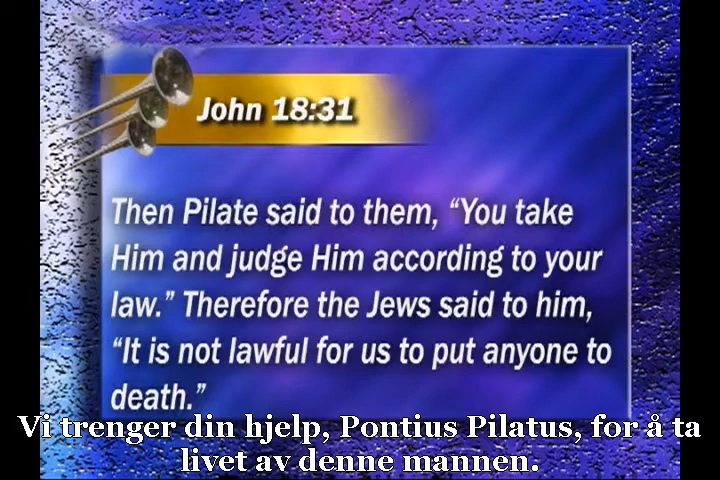 John 18:31
Then Pilate said to them, “You take
Him and judge Him according to your
law.” Therefore the Jews said to him,
“It is not lawful for us to put anyone to
death.”
Vi trenger din hjelp, Pontius Pilatus, for å ta
livet av denne mannen.